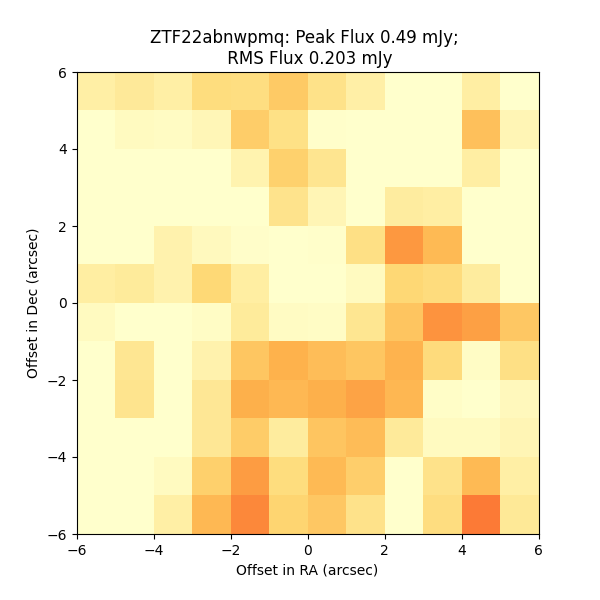 ZTF22abnwpmq: Peak Flux 0.49 mJy;
RMS Flux 0.203 mJy
6
4
2
0
−2
−4
−6
Offset in Dec (arcsec)
−6 −4 −2 0 2 4 6
Offset in RA (arcsec)